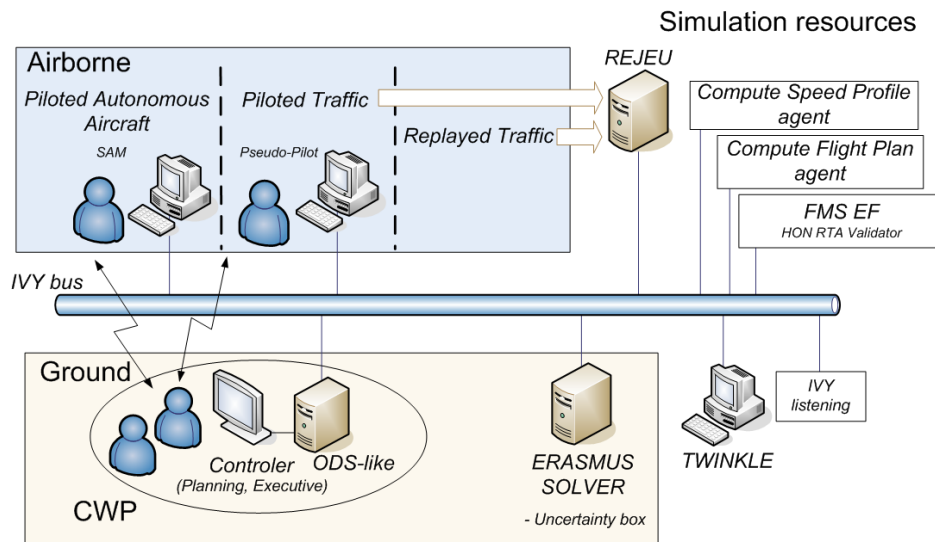 Simulation resources
Airborne
REJEU
Piloted Autonomous
Aircraft
SAM
Piloted Traffic
Pseudo-Pilot
Replayed Traffic
Compute Speed Profile
agent
Compute Flight Plan
agent
FMS EF
HON RTA Validator
IVY bus
Ground
Controler
(Planning, Executive)
ODS-like
CWP
ERASMUS
SOLVER
- Uncertainty box
TWINKLE
IVY
listening